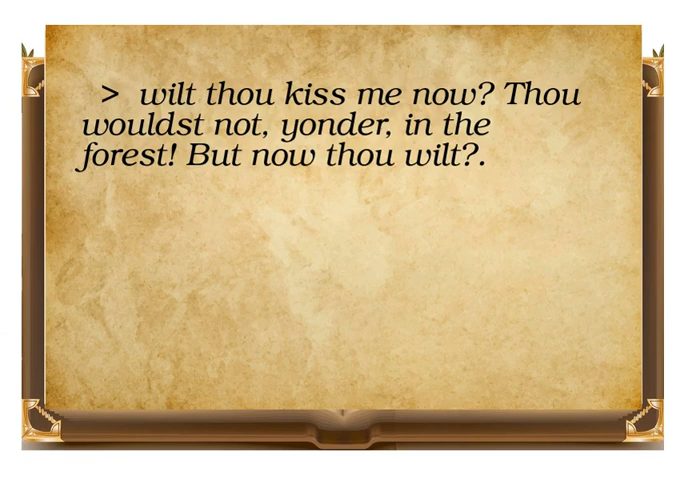 > wilt thou kiss me now? Thou
wouldst not, yonder, in the
forest! But now thou wilt?.